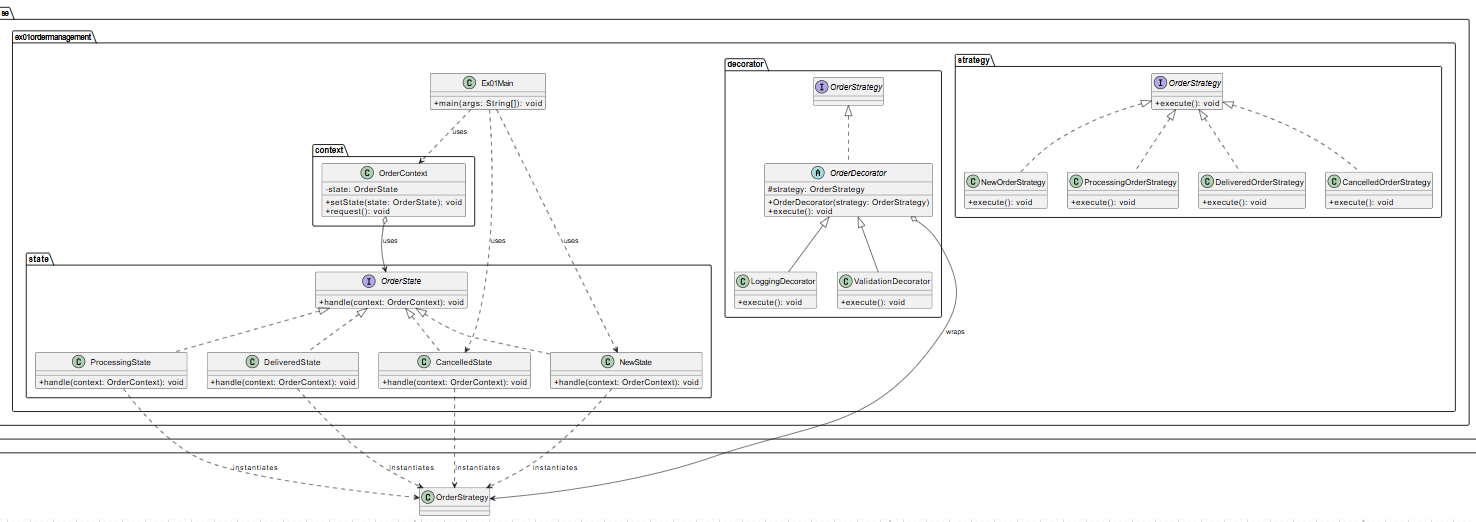 se
ex01ordermanagement
C Ex01Main
+main(args: String[]): void
uses
uses
uses
context
C OrderContext
-state: OrderState
+setState(state: OrderState): void
+request(): void
uses
state
I OrderState
+handle(context: OrderContext): void
C ProcessingState
+handle(context: OrderContext): void
C DeliveredState
+handle(context: OrderContext): void
C CancelledState
+handle(context: OrderContext): void
C NewState
+handle(context: OrderContext): void
decorator
I OrderStrategy
A OrderDecorator
#strategy: OrderStrategy
+OrderDecorator(strategy: OrderStrategy)
+execute(): void
C LoggingDecorator
+execute(): void
C ValidationDecorator
+execute(): void
wraps
strategy
I OrderStrategy
+execute(): void
C NewOrderStrategy
+execute(): void
C ProcessingOrderStrategy
+execute(): void
C DeliveredOrderStrategy
+execute(): void
C CancelledOrderStrategy
+execute(): void
instantiates
instantiates
instantiates
instantiates
C OrderStrategy